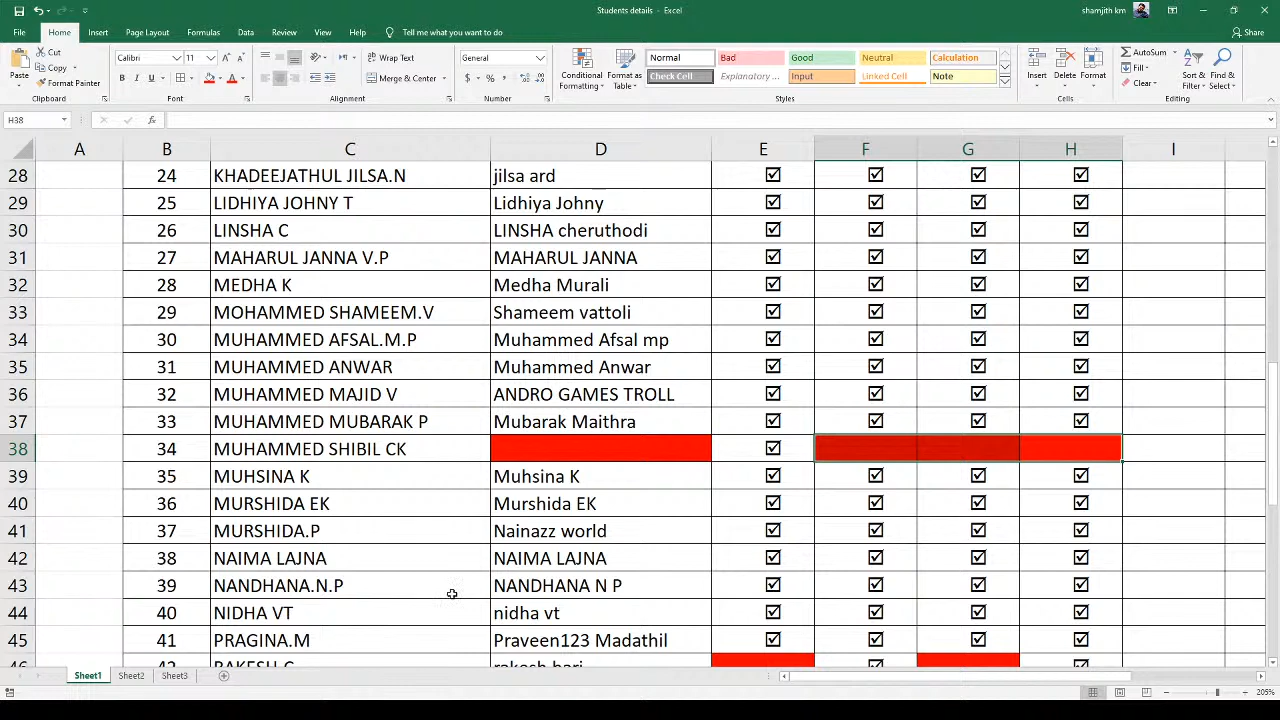 Students details - Excel
shamjith km
File Home Insert Page Layout Formulas Data Review View Help Tell me what you want to do Share
Paste Cut Copy Format Painter Clipboard
Calibri 11 A A B I U A Font
Wrap Text Merge & Center Alignment
General $ % , Number
Conditional Formatting Format as Table Normal Bad Good Neutral Calculation
Check Cell Explanatory ... Input Linked Cell Note Styles
Insert Delete Format Cells
AutoSum Fill Clear Sort & Filter Find & Select Editing
H38 fx
A B C D E F G H I
28 24 KHADEEJATHUL JILSA.N jilsa ard ☑ ☑ ☑ ☑
29 25 LIDHIYA JOHNY T Lidhiya Johny ☑ ☑ ☑ ☑
30 26 LINSHA C LINSHA cheruthodi ☑ ☑ ☑ ☑
31 27 MAHARUL JANNA V.P MAHARUL JANNA ☑ ☑ ☑ ☑
32 28 MEDHA K Medha Murali ☑ ☑ ☑ ☑
33 29 MOHAMMED SHAMEEM.V Shameem vattoli ☑ ☑ ☑ ☑
34 30 MUHAMMED AFSAL.M.P Muhammed Afsal mp ☑ ☑ ☑ ☑
35 31 MUHAMMED ANWAR Muhammed Anwar ☑ ☑ ☑ ☑
36 32 MUHAMMED MAJID V ANDRO GAMES TROLL ☑ ☑ ☑ ☑
37 33 MUHAMMED MUBARAK P Mubarak Maithra ☑ ☑ ☑ ☑
38 34 MUHAMMED SHIBIL CK ☑
39 35 MUHSINA K Muhsina K ☑ ☑ ☑ ☑
40 36 MURSHIDA EK Murshida EK ☑ ☑ ☑ ☑
41 37 MURSHIDA.P Nainazz world ☑ ☑ ☑ ☑
42 38 NAIMA LAJNA NAIMA LAJNA ☑ ☑ ☑ ☑
43 39 NANDHANA.N.P NANDHANA N P ☑ ☑ ☑ ☑
44 40 NIDHA VT nidha vt ☑ ☑ ☑ ☑
45 41 PRAGINA.M Praveen123 Madathil ☑ ☑ ☑ ☑
46 42 RAKESH C rakesh hari ☑ ☑
Sheet1 Sheet2 Sheet3
205%